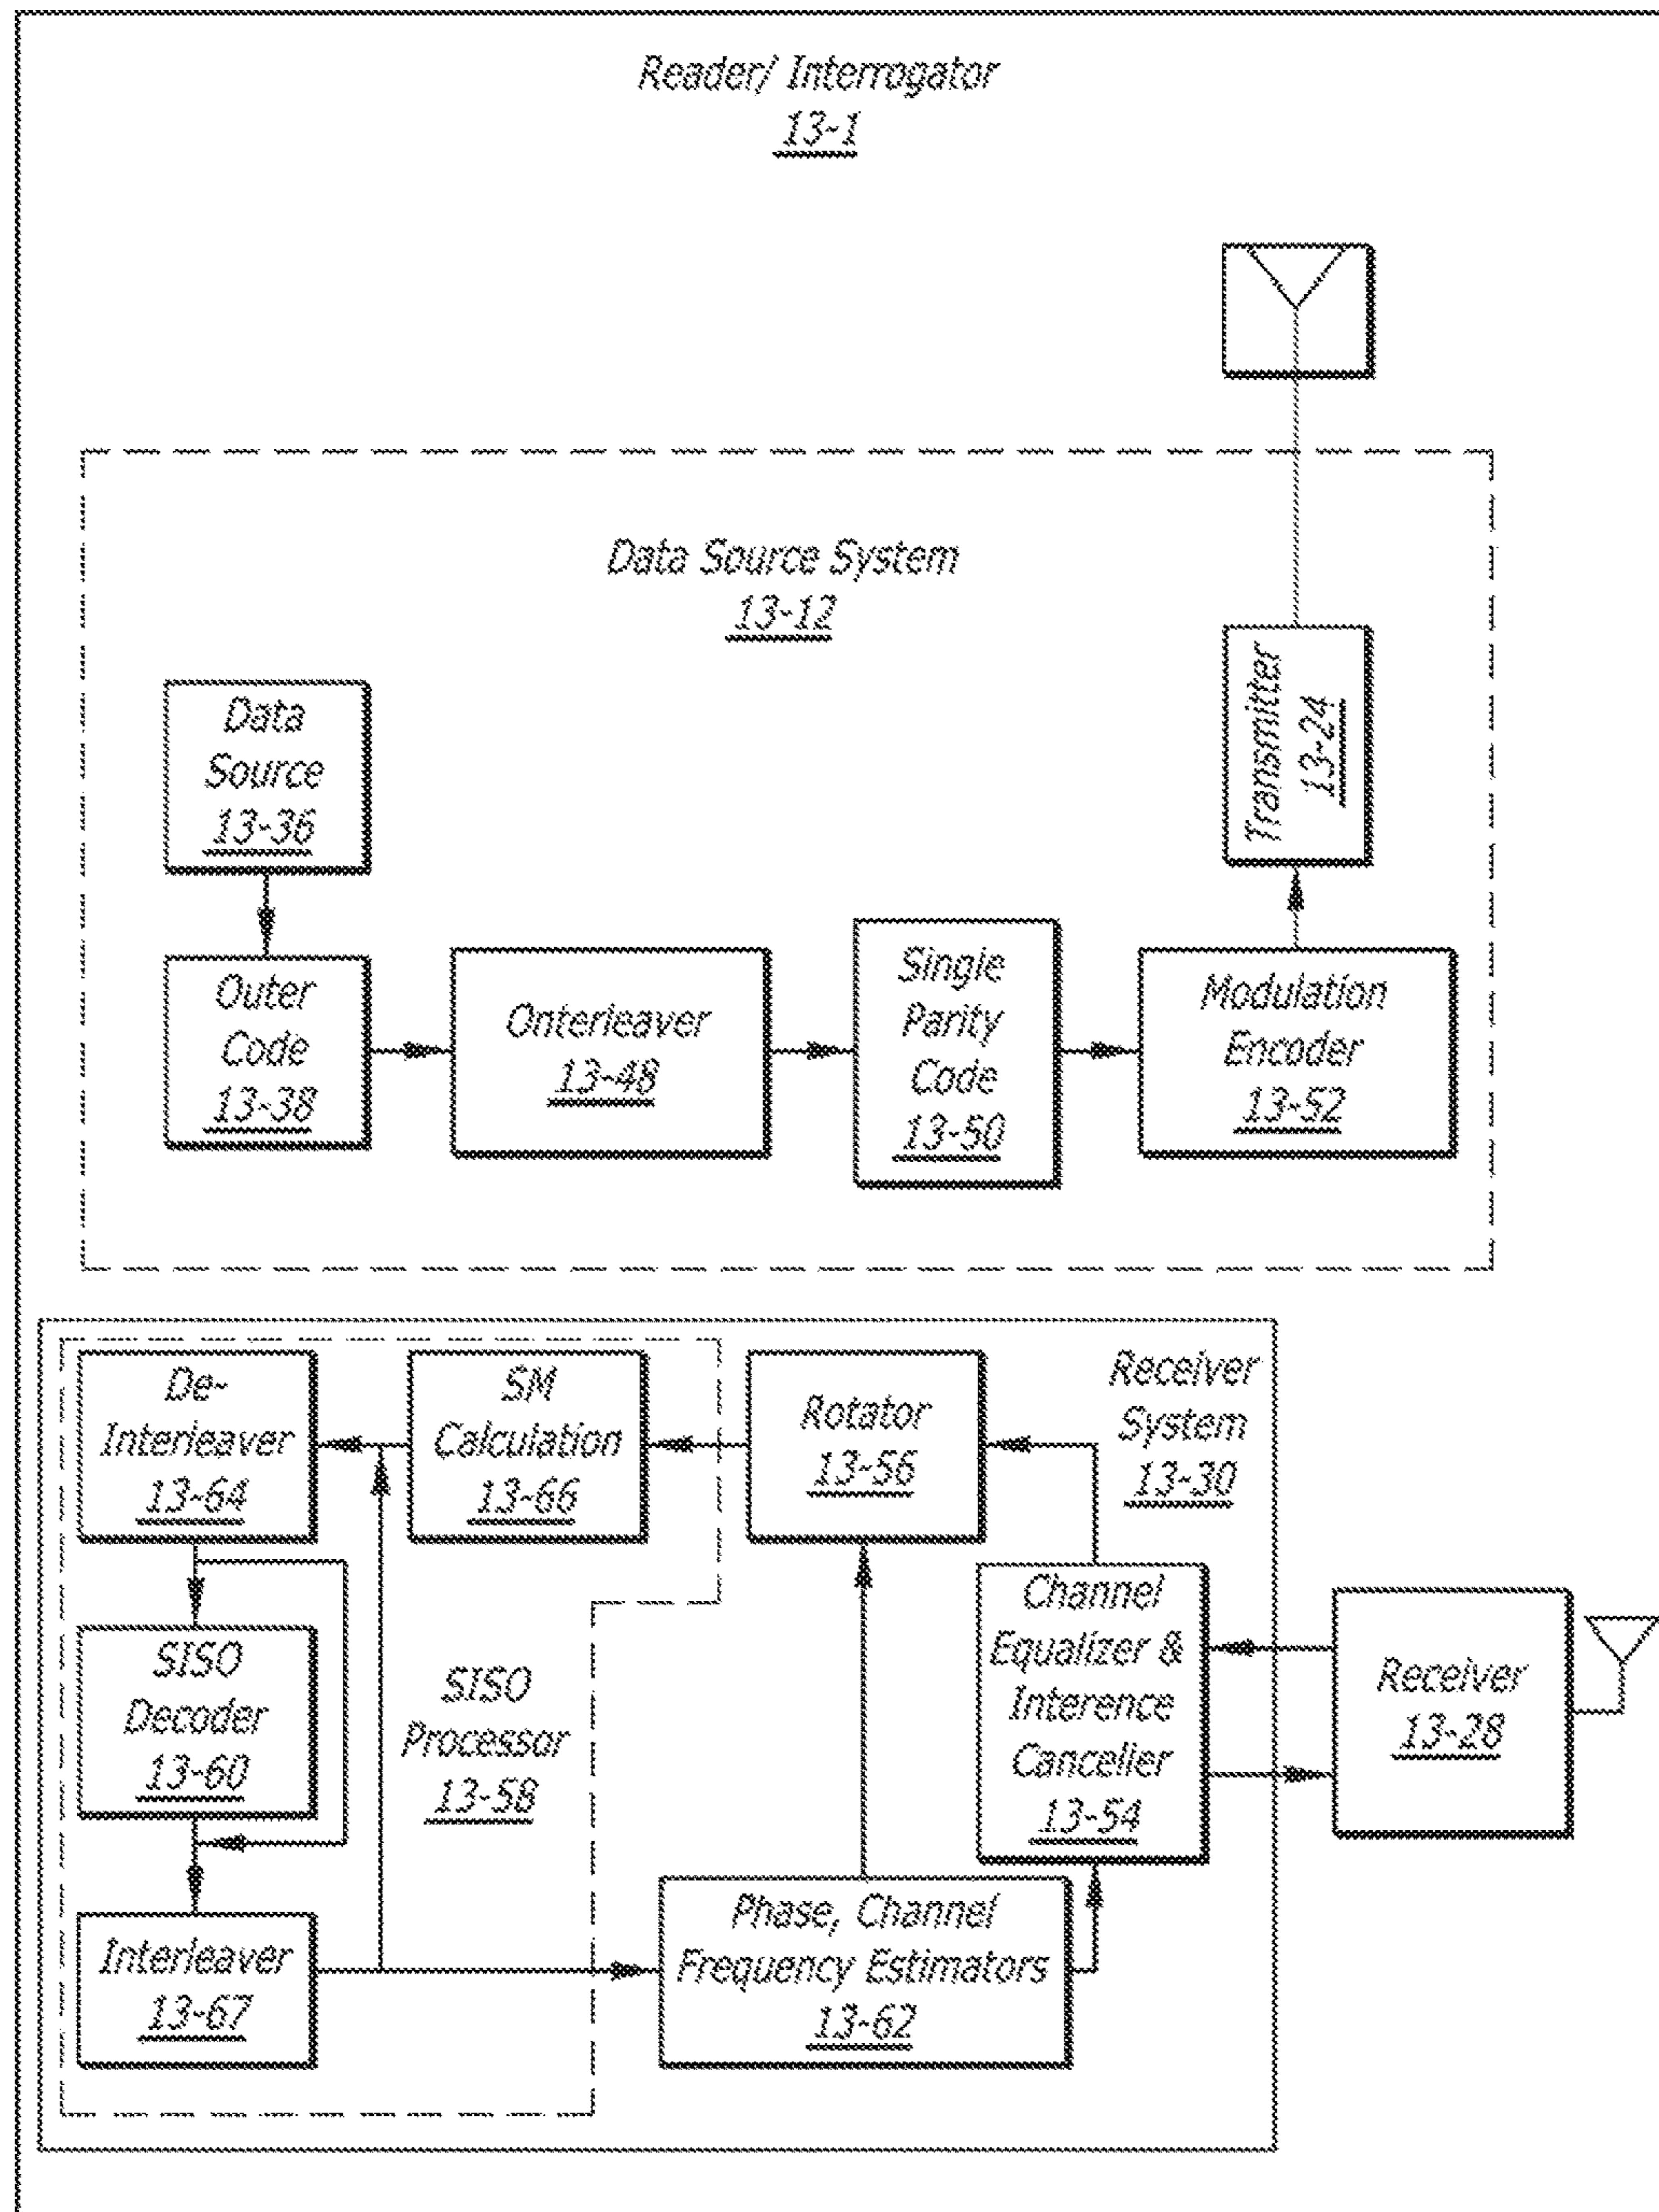 Reader/ Interrogator
13-1
Data Source System
13-12
Data
Source
13-36
Outer
Code
13-38
Onterleaver
13-48
Single
Parity
Code
13-50
Modulation
Encoder
13-52
Transmitter
13-24
De-
Interleaver
13-64
SM
Calculation
13-66
Rotator
13-56
Receiver
System
13-30
SISO
Decoder
13-60
SISO
Processor
13-58
Channel
Equalizer &
Interence
Canceller
13-54
Receiver
13-28
Interleaver
13-67
Phase, Channel
Frequency Estimators
13-62